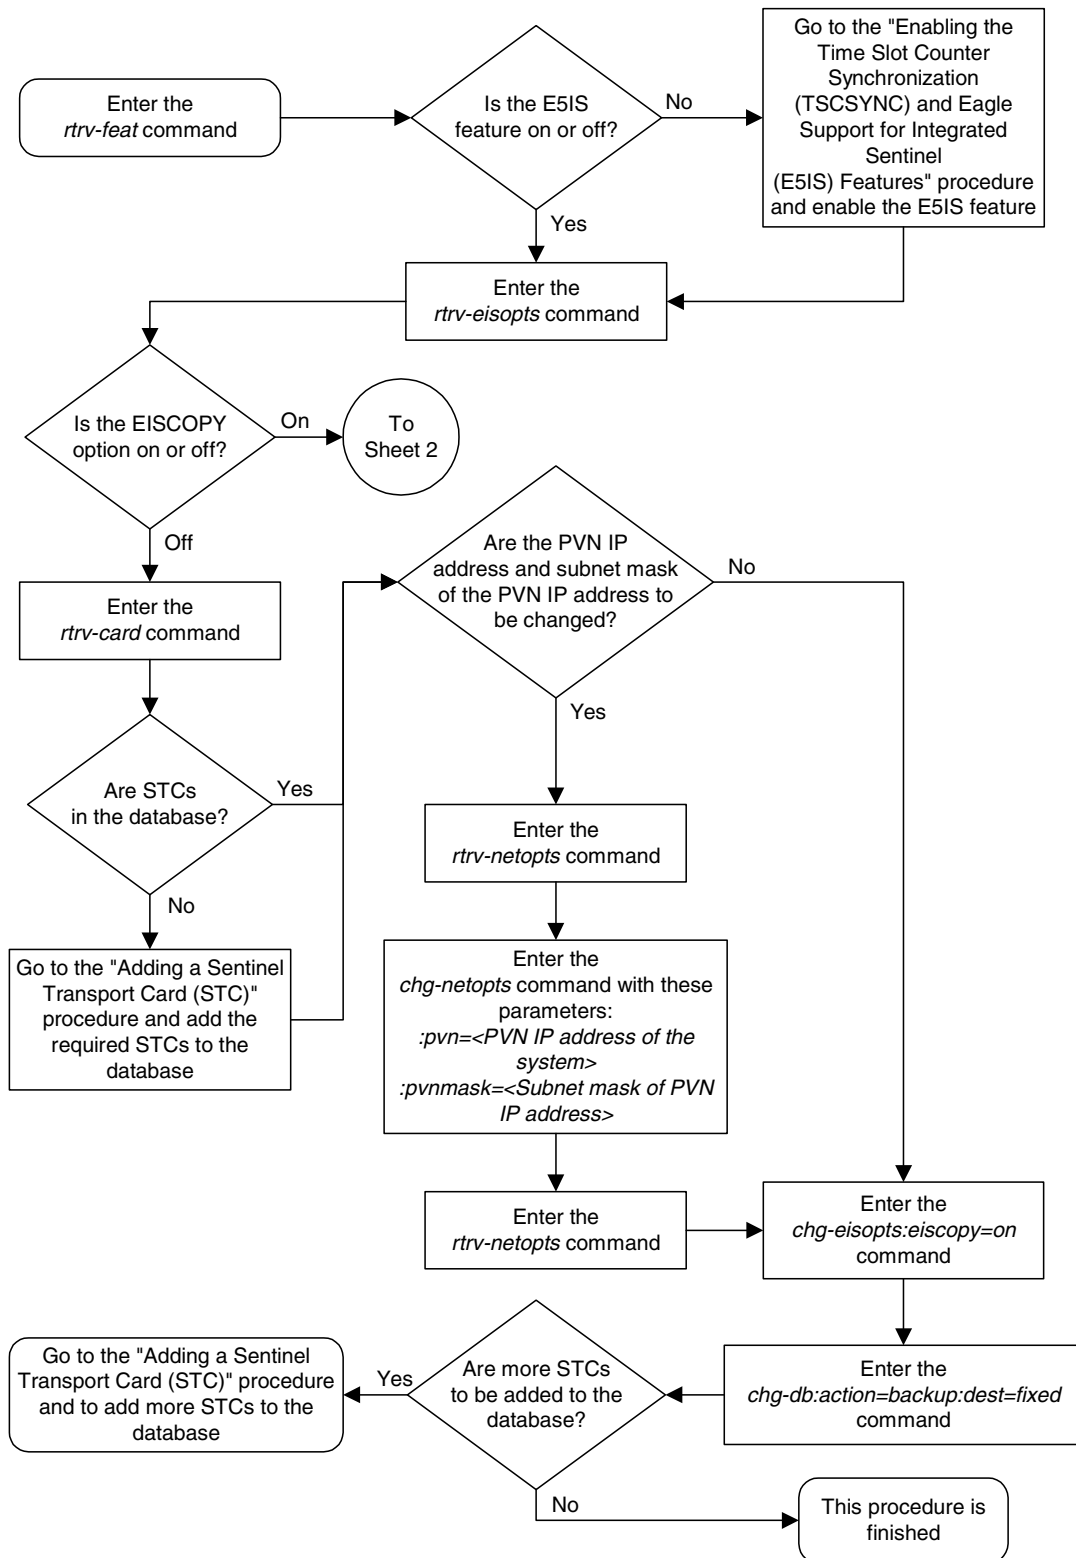 Enter the
rtrv-feat command
Is the E5IS
feature on or off?
No
Go to the "Enabling the
Time Slot Counter
Synchronization
(TSCSYNC) and Eagle
Support for Integrated
Sentinel
(E5IS) Features" procedure
and enable the E5IS feature
Yes
Enter the
rtrv-eisopts command
Is the EISCOPY
option on or off?
On
To
Sheet 2
Off
Enter the
rtrv-card command
Are STCs
in the database?
Yes
No
Go to the "Adding a Sentinel
Transport Card (STC)"
procedure and add the
required STCs to the
database
Are the PVN IP
address and subnet mask
of the PVN IP address to
be changed?
No
Yes
Enter the
rtrv-netopts command
Enter the
chg-netopts command with these
parameters:
:pvn=<PVN IP address of the
system>
:pvnmask=<Subnet mask of PVN
IP address>
Enter the
rtrv-netopts command
Enter the
chg-eisopts:eiscopy=on
command
Enter the
chg-db:action=backup:dest=fixed
command
Are more STCs
to be added to the
database?
Yes
Go to the "Adding a Sentinel
Transport Card (STC)" procedure
and to add more STCs to the
database
No
This procedure is
finished